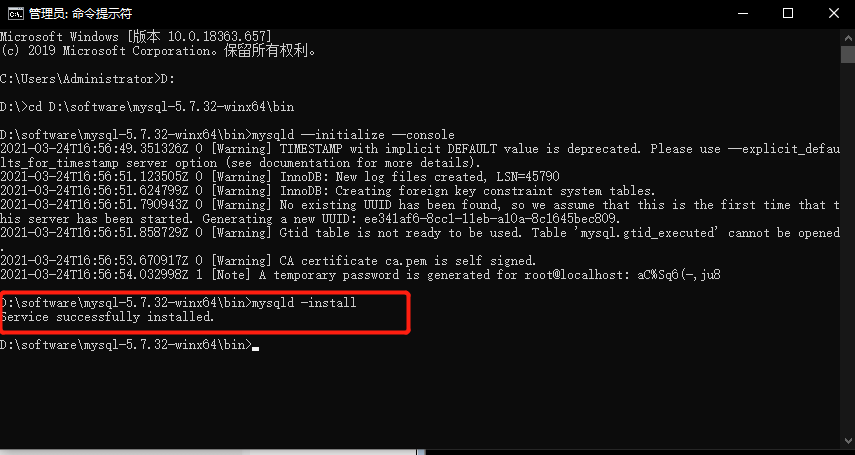 管理员: 命令提示符
Microsoft Windows [版本 10.0.18363.657]
(c) 2019 Microsoft Corporation。保留所有权利。
C:\Users\Administrator>D:
D:\>cd D:\software\mysql-5.7.32-winx64\bin
D:\software\mysql-5.7.32-winx64\bin>mysqld --initialize --console
2021-03-24T16:56:49.351326Z 0 [Warning] TIMESTAMP with implicit DEFAULT value is deprecated. Please use --explicit_defau
lts_for_timestamp server option (see documentation for more details).
2021-03-24T16:56:51.123505Z 0 [Warning] InnoDB: New log files created, LSN=45790
2021-03-24T16:56:51.624799Z 0 [Warning] InnoDB: Creating foreign key constraint system tables.
2021-03-24T16:56:51.790943Z 0 [Warning] No existing UUID has been found, so we assume that this is the first time that t
his server has been started. Generating a new UUID: ee341af6-8cc1-11eb-a10a-8c1645bec809.
2021-03-24T16:56:51.858729Z 0 [Warning] Gtid table is not ready to be used. Table 'mysql.gtid_executed' cannot be opened
.
2021-03-24T16:56:53.670917Z 0 [Warning] CA certificate ca.pem is self signed.
2021-03-24T16:56:54.032998Z 1 [Note] A temporary password is generated for root@localhost: aC%Sq6(-,ju8
D:\software\mysql-5.7.32-winx64\bin>mysqld -install
Service successfully installed.
D:\software\mysql-5.7.32-winx64\bin>